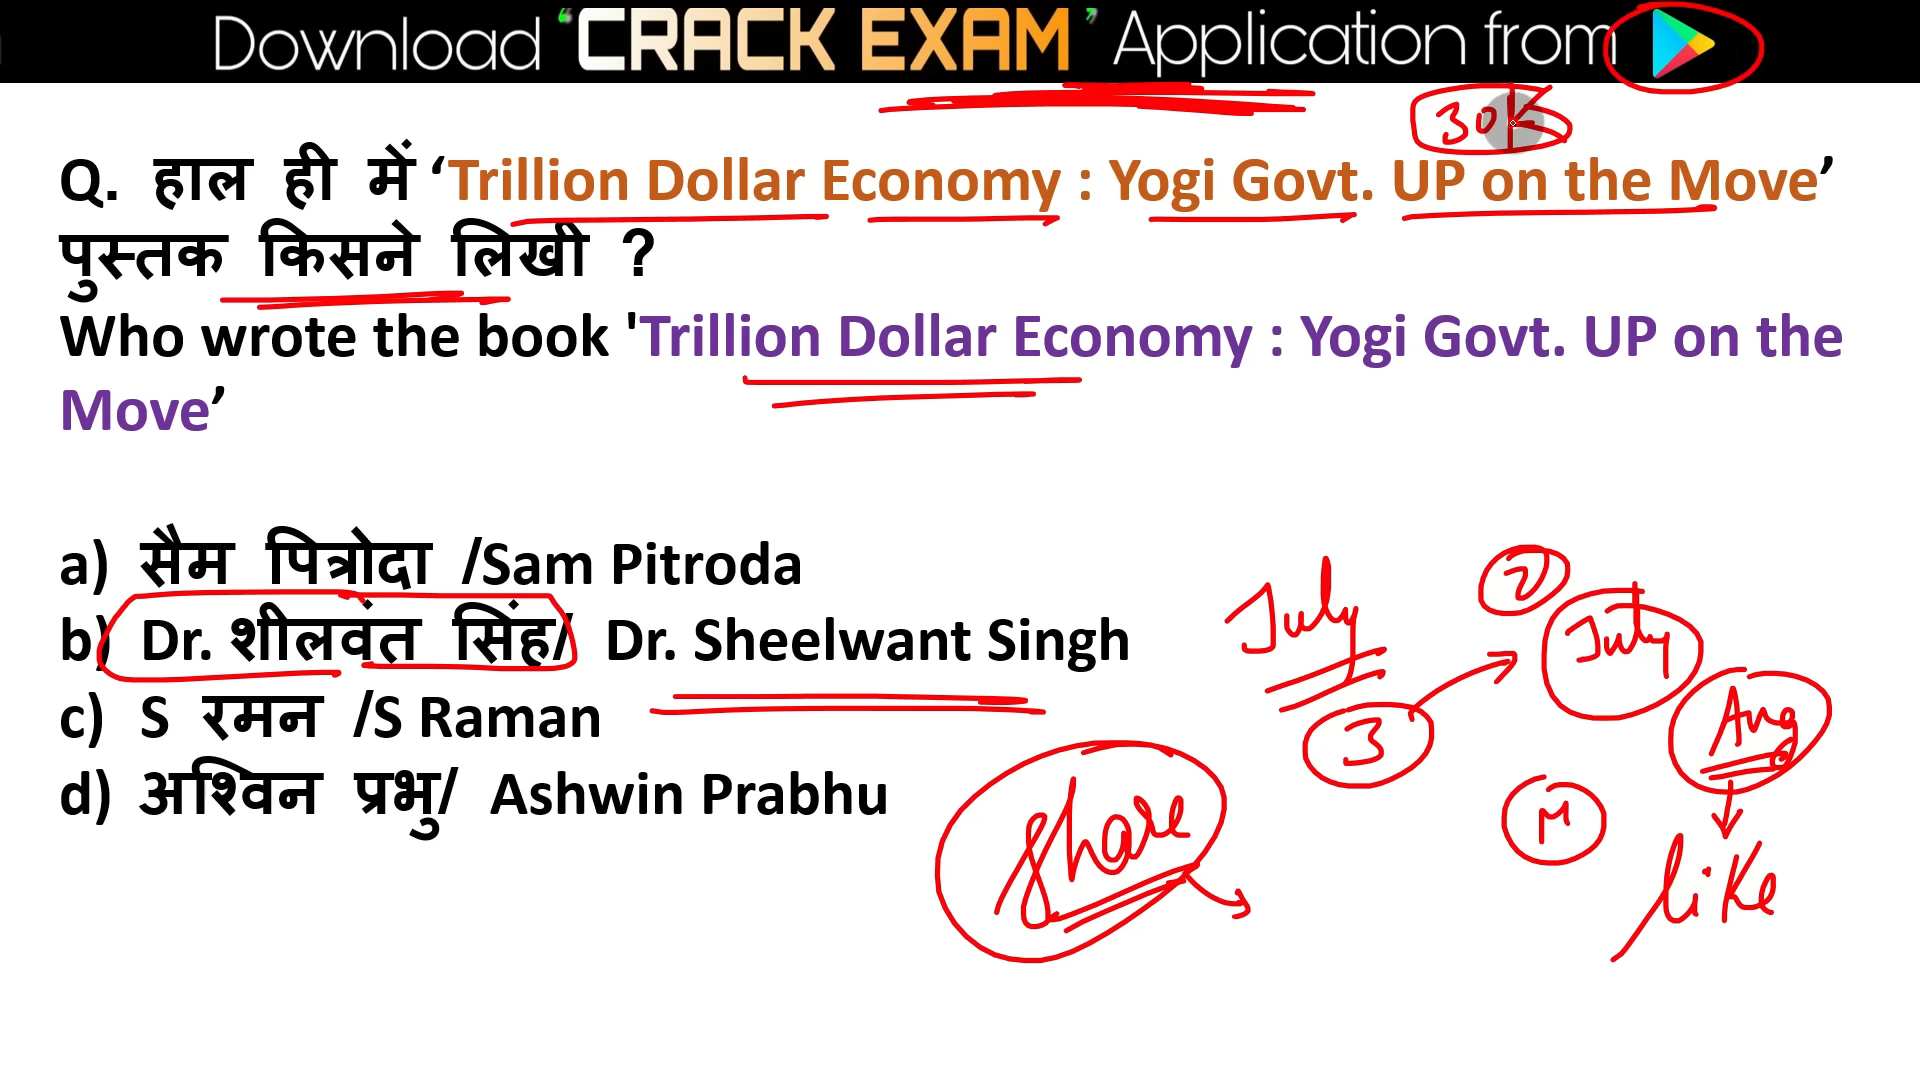 Download ‘CRACK EXAM’ Application from
30K
Q. हाल ही में ‘Trillion Dollar Economy : Yogi Govt. UP on the Move’
पुस्तक किसने लिखी ?
Who wrote the book 'Trillion Dollar Economy : Yogi Govt. UP on the
Move’
a) सैम पित्रोदा /Sam Pitroda
b) Dr. शीलवंत सिंह/ Dr. Sheelwant Singh
c) S रमन /S Raman
d) अश्विन प्रभु/ Ashwin Prabhu
July
3
July
Aug
M
Share
like